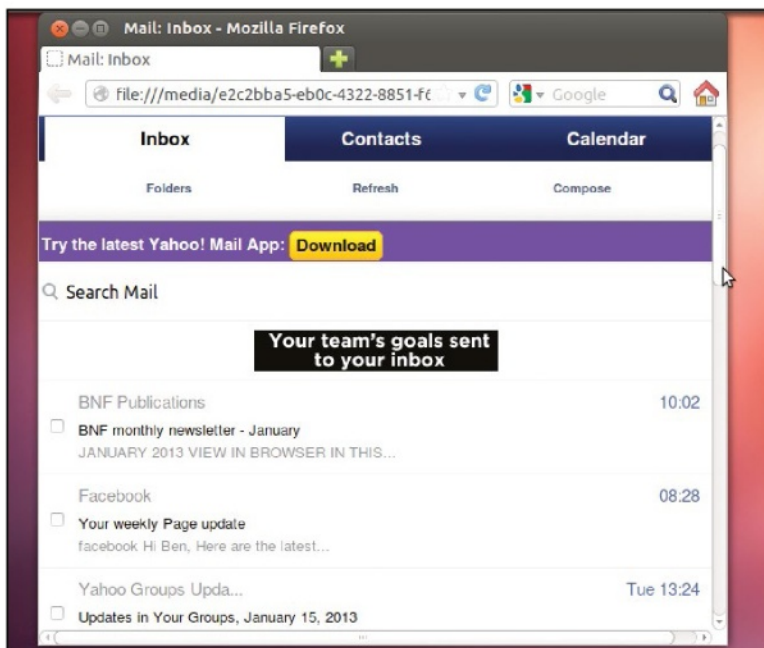 Mail: Inbox - Mozilla Firefox
Mail: Inbox
file:///media/e2c2bba5-eb0c-4322-8851-f6
Google
Inbox Contacts Calendar
Folders Refresh Compose
Try the latest Yahoo! Mail App: Download
Search Mail
Your team's goals sent
to your inbox
BNF Publications 10:02
BNF monthly newsletter - January
JANUARY 2013 VIEW IN BROWSER IN THIS...
Facebook 08:28
Your weekly Page update
facebook Hi Ben, Here are the latest...
Yahoo Groups Upda... Tue 13:24
Updates in Your Groups, January 15, 2013